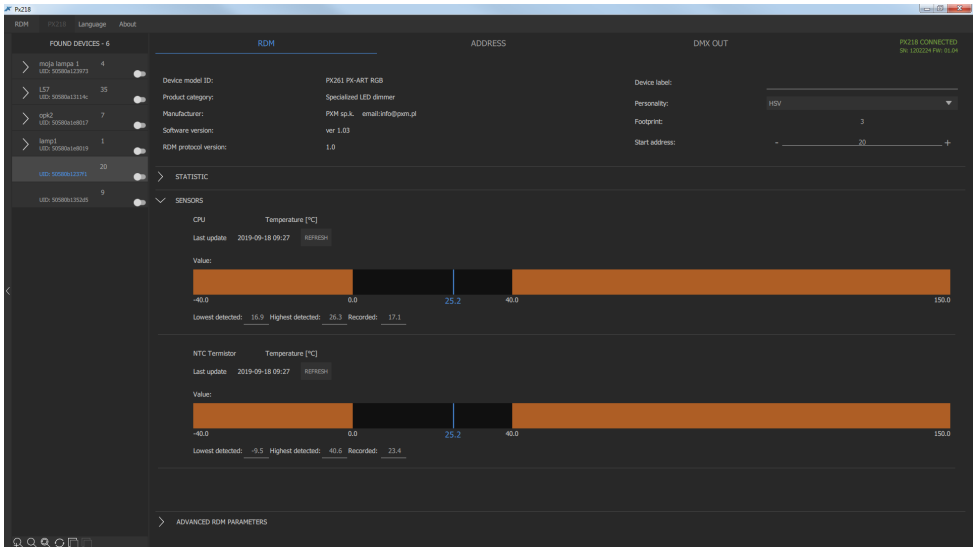 Px218
RDM PX218 Language About
FOUND DEVICES - 6
moja lampa 1 4
UID: 50580a123973
L57 35
UID: 50580a13114c
opk2 7
UID: 50580a1e8017
lamp1 1
UID: 50580a1e8019
20
UID: 50580b1237f1
9
UID: 50580b1352d5
RDM ADDRESS DMX OUT
PX218 CONNECTED
SN: 1202224 FW: 01.04
Device model ID: PX261 PX-ART RGB
Product category: Specialized LED dimmer
Manufacturer: PXM sp.k. email:info@pxm.pl
Software version: ver 1.03
RDM protocol version: 1.0
Device label:
Personality: HSV
Footprint: 3
Start address: - 20 +
STATISTIC
SENSORS
CPU Temperature [°C]
Last update 2019-09-18 09:27 REFRESH
Value:
-40.0 0.0 25.2 40.0 150.0
Lowest detected: 16.9 Highest detected: 26.3 Recorded: 17.1
NTC Termistor Temperature [°C]
Last update 2019-09-18 09:27 REFRESH
Value:
-40.0 0.0 25.2 40.0 150.0
Lowest detected: -9.5 Highest detected: 40.6 Recorded: 23.4
ADVANCED RDM PARAMETERS